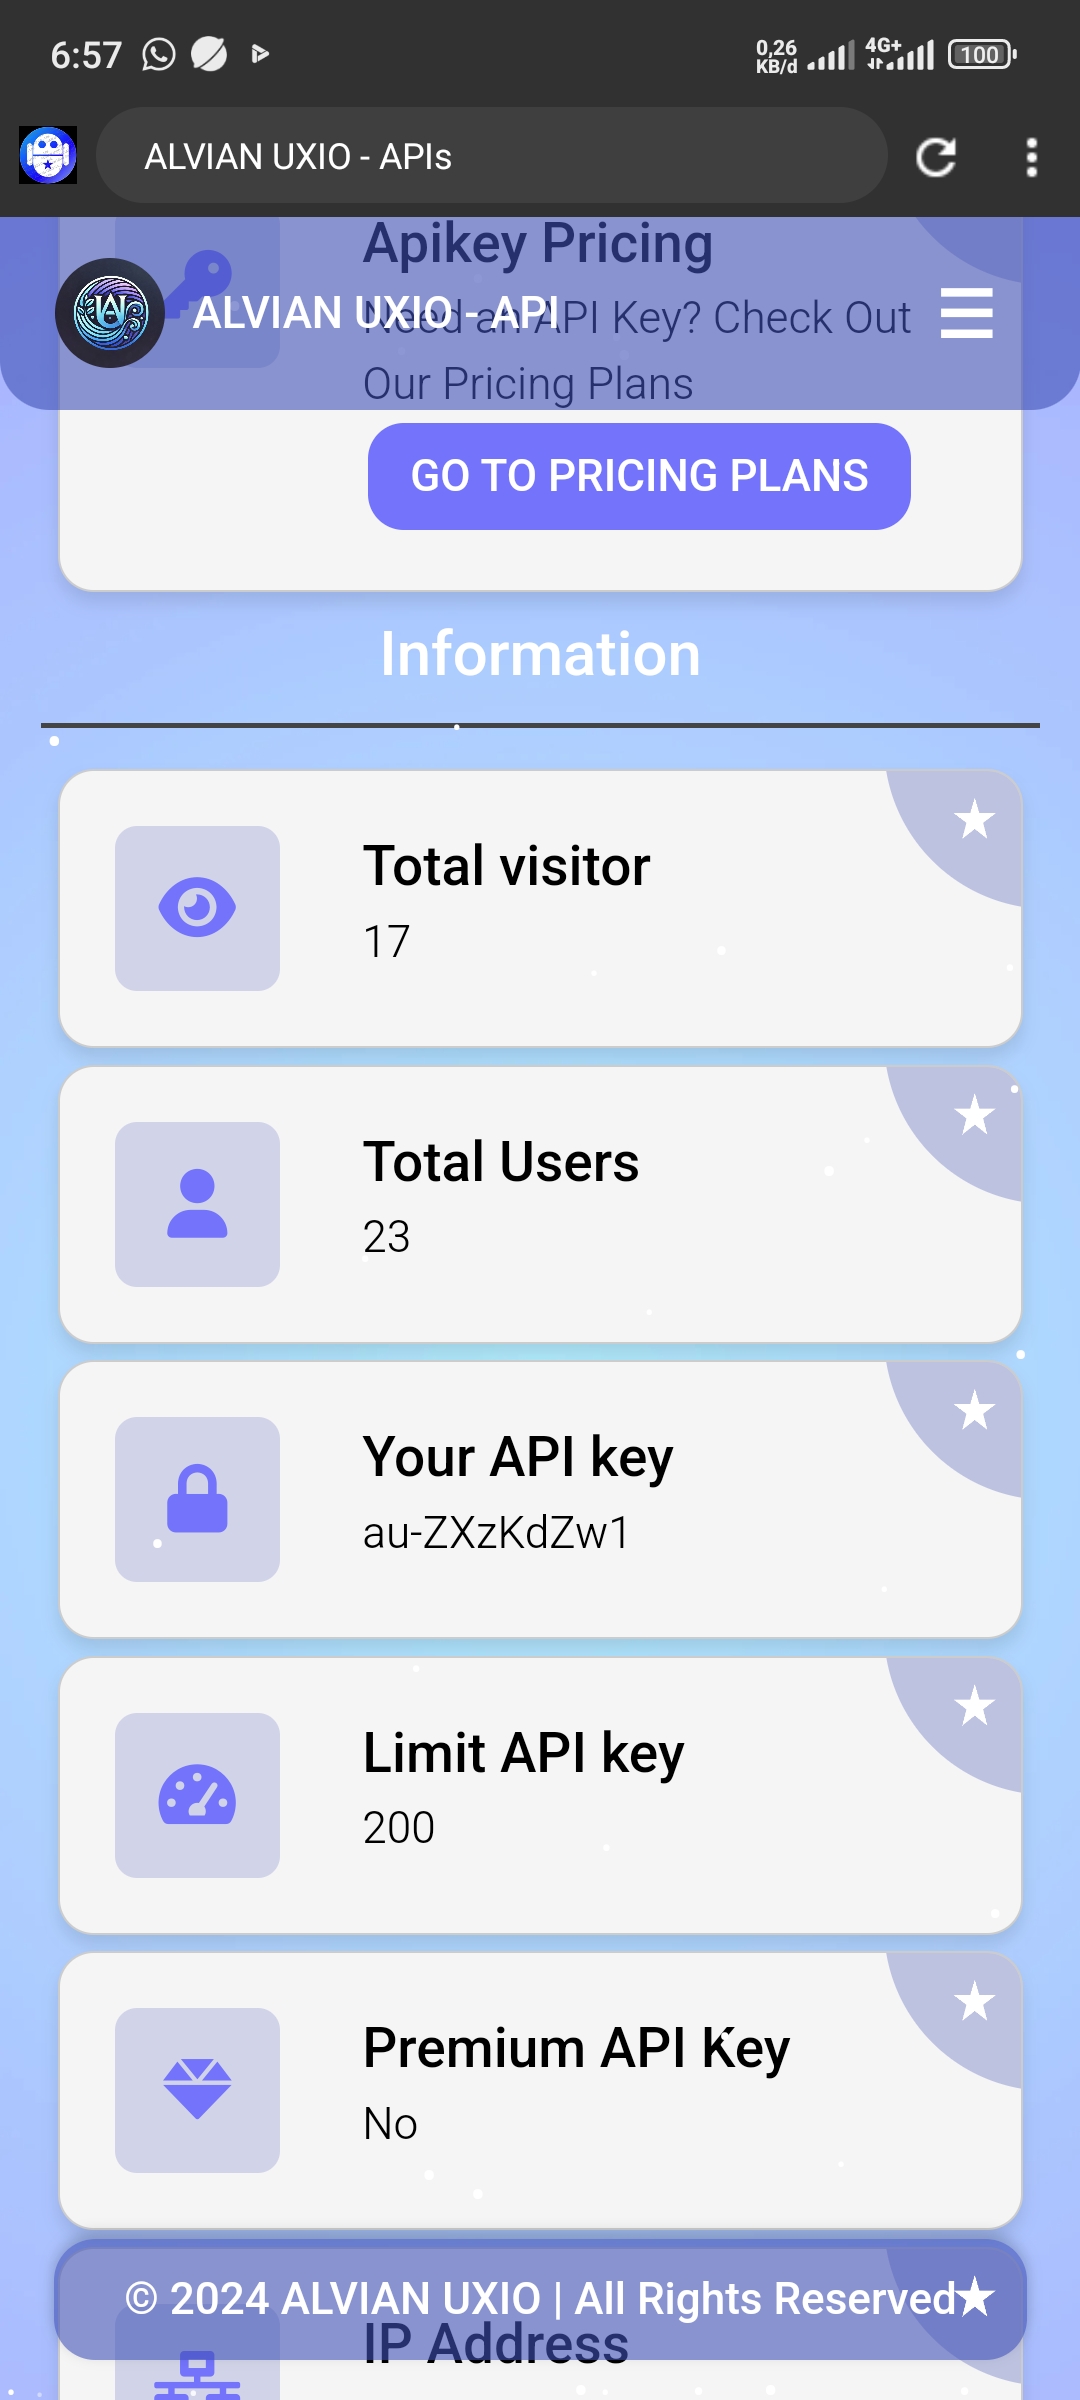 6:57
0,26
KB/d
4G+
100
ALVIAN UXIO - APIs
Apikey Pricing
ALVIAN UXIO - API
Need an API Key? Check Out
Our Pricing Plans
GO TO PRICING PLANS
Information
Total visitor
17
Total Users
23
Your API key
au-ZXzKdZw1
Limit API key
200
Premium API Key
No
© 2024 ALVIAN UXIO | All Rights Reserved
IP Address